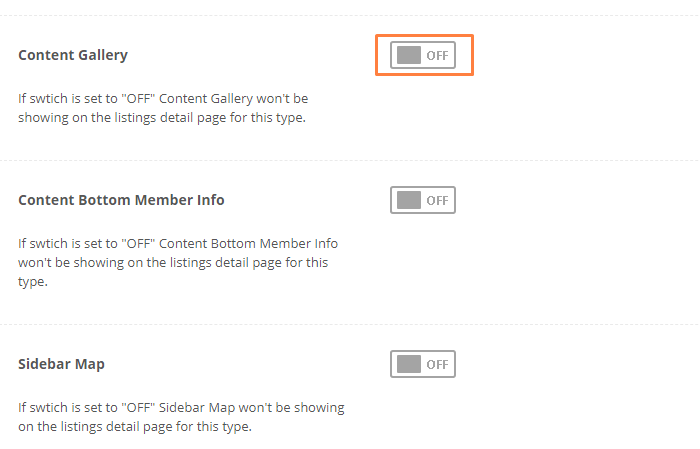 Content Gallery
OFF
If swtich is set to "OFF" Content Gallery won't be
showing on the listings detail page for this type.
Content Bottom Member Info
OFF
If swtich is set to "OFF" Content Bottom Member Info
won't be showing on the listings detail page for this
type.
Sidebar Map
OFF
If swtich is set to "OFF" Sidebar Map won't be showing
on the listings detail page for this type.